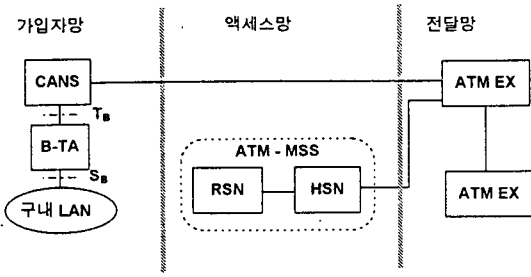 가입자망
액세스망
전달망
CANS
ATM EX
T_B
B-TA
ATM - MSS
S_B
RSN
HSN
구내 LAN
ATM EX